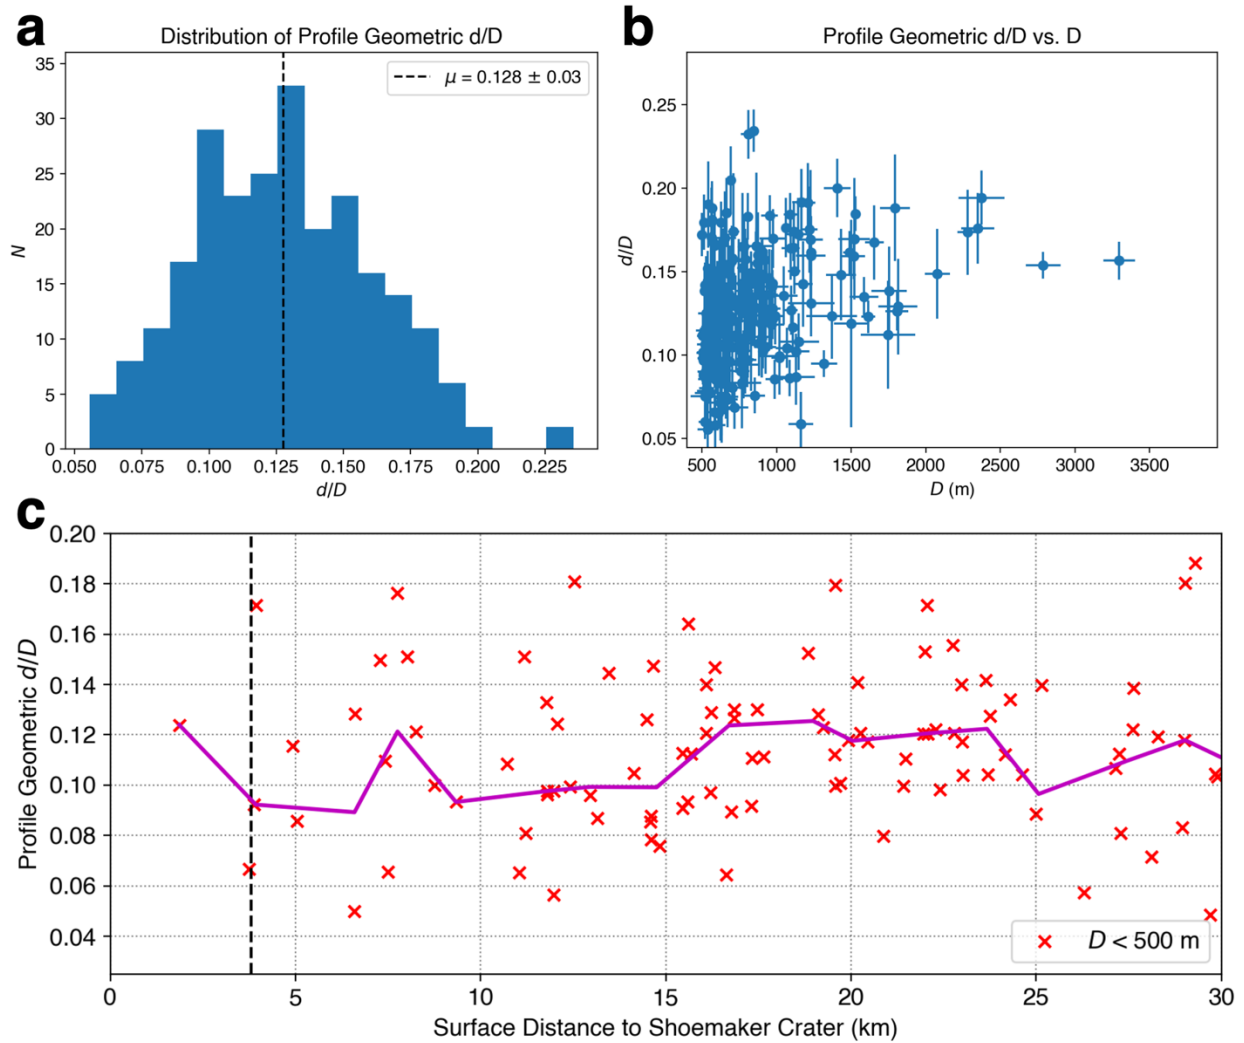 a
Distribution of Profile Geometric d/D
μ = 0.128 ± 0.03
35
30
25
20
15
10
5
0
N
0.050 0.075 0.100 0.125 0.150 0.175 0.200 0.225
d/D
b
Profile Geometric d/D vs. D
0.25
0.20
0.15
0.10
0.05
d/D
500 1000 1500 2000 2500 3000 3500
D (m)
c
0.20
0.18
0.16
0.14
0.12
0.10
0.08
0.06
0.04
Profile Geometric d/D
D < 500 m
0 5 10 15 20 25 30
Surface Distance to Shoemaker Crater (km)